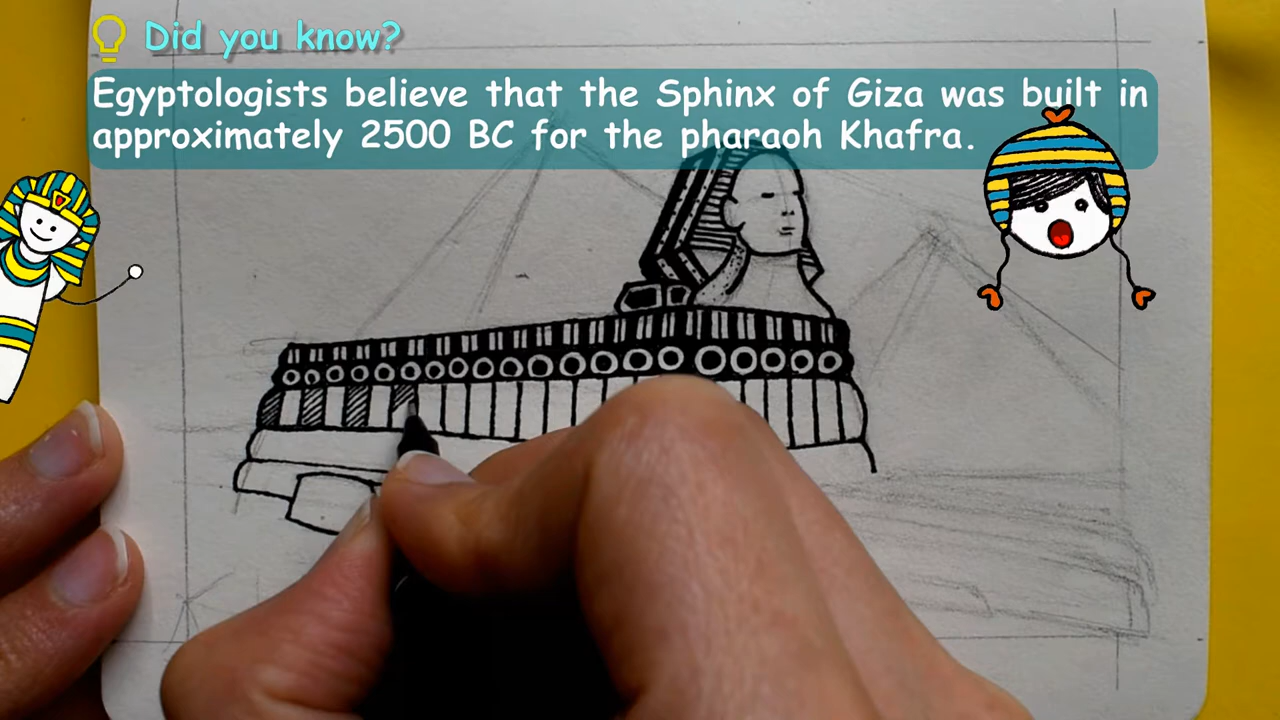 Did you know?
Egyptologists believe that the Sphinx of Giza was built in
approximately 2500 BC for the pharaoh Khafra.